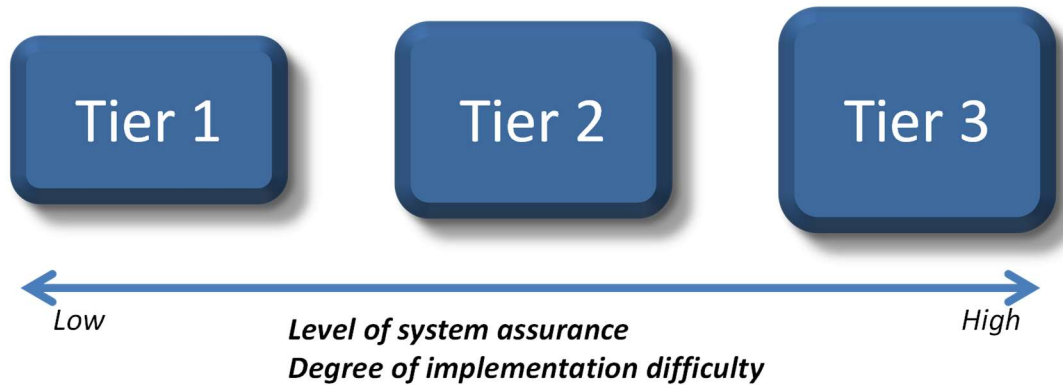 Tier 1
Tier 2
Tier 3
Low
High
Level of system assurance
Degree of implementation difficulty